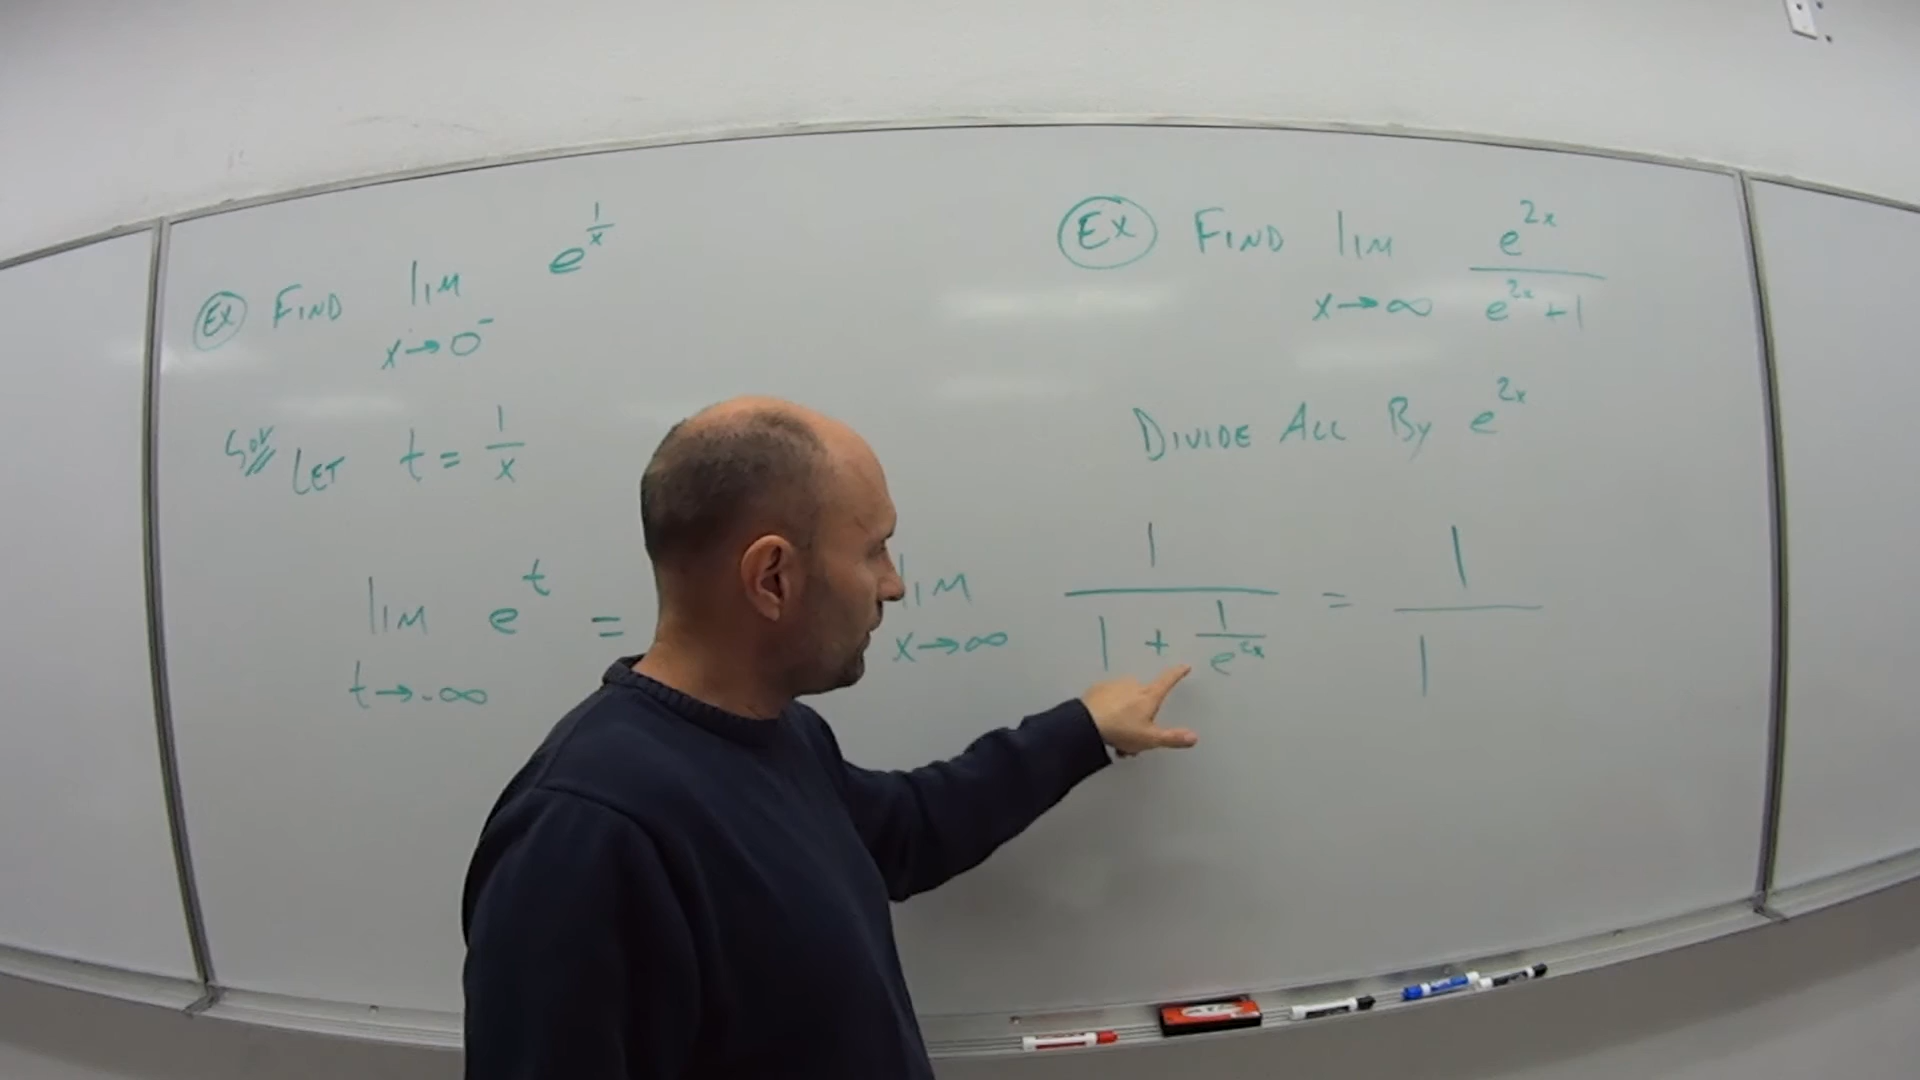 Ex FIND lim e^{1/x}
x→0⁻
Sol LET t = 1/x
lim e^t =
t→-∞
Ex FIND lim e^{2x}/(e^{2x}+1)
x→∞
DIVIDE ALL By e^{2x}
lim 1/(1 + 1/e^{2x}) = 1/1
x→∞